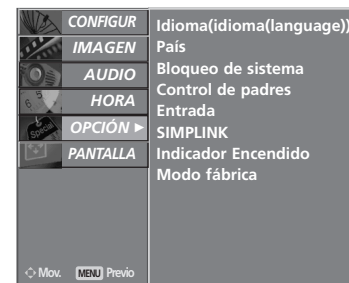 CONFIGUR
IMAGEN
AUDIO
HORA
OPCIÓN ►
PANTALLA
Idioma(idioma(language))
País
Bloqueo de sistema
Control de padres
Entrada
SIMPLINK
Indicador Encendido
Modo fábrica
Mov. MENU Previo